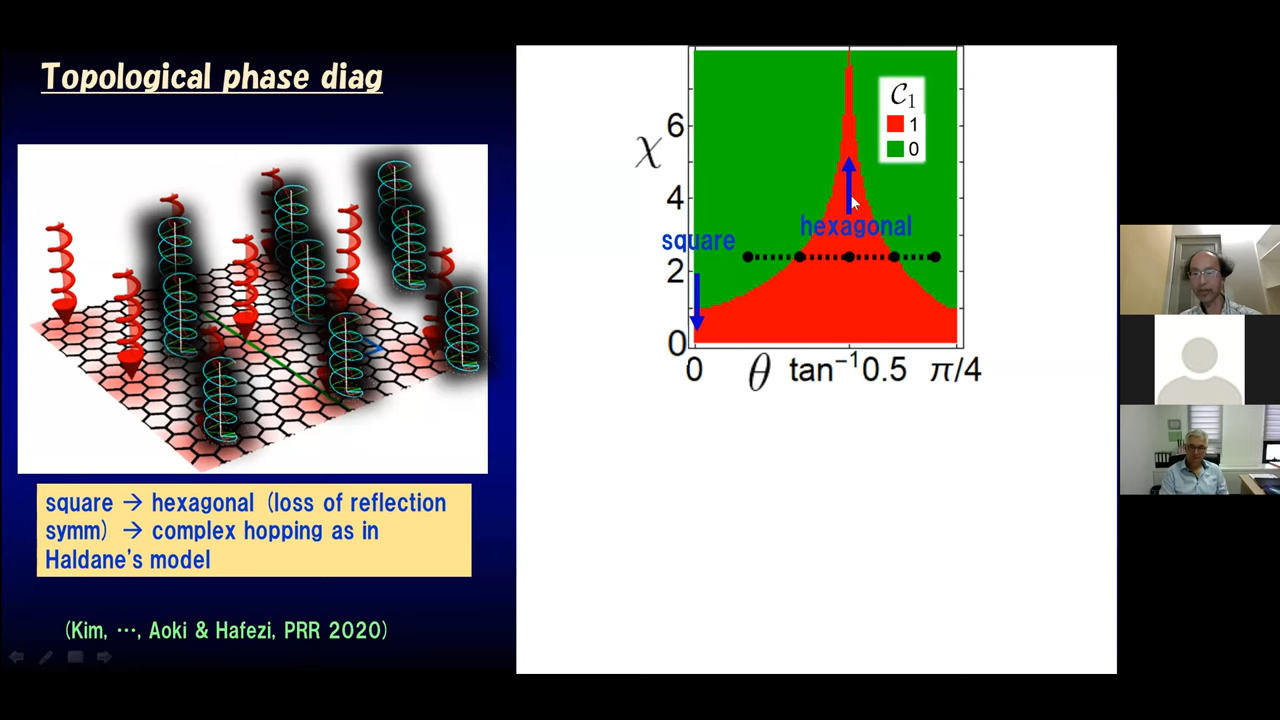 Topological phase diag
square → hexagonal (loss of reflection
symm) → complex hopping as in
Haldane's model
(Kim, …, Aoki & Hafezi, PRR 2020)
C₁
1
0
χ
6
4
2
0
hexagonal
square
0 θ tan⁻¹0.5 π/4